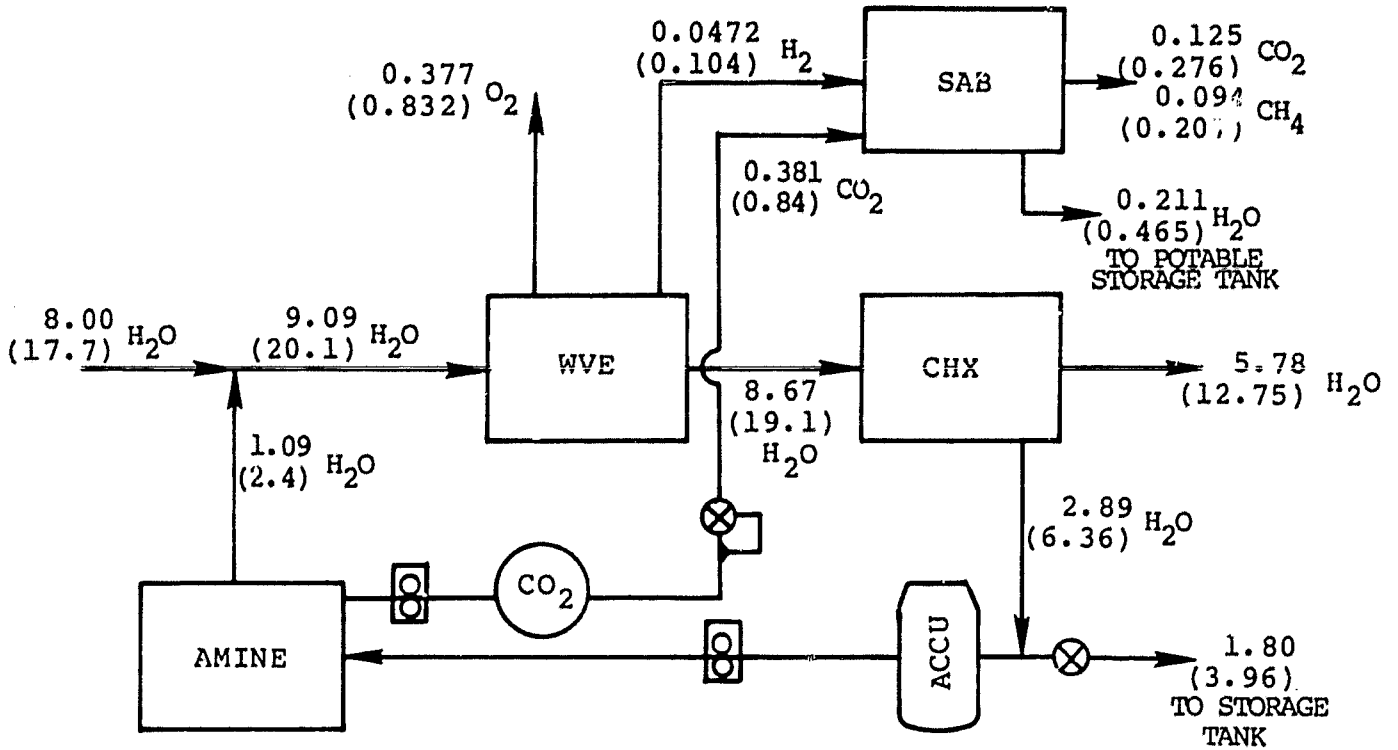 0.0472
(0.104) H2
0.377
(0.832) O2
SAB
0.125
(0.276) CO2
0.094
CH4
0.381
(0.84) CO2
0.211
(0.465) H2O
TO POTABLE
STORAGE TANK
8.00
(17.7) H2O
9.09
(20.1) H2O
WVE
8.67
(19.1)
H2O
CHX
5.78
(12.75) H2O
1.09
(2.4) H2O
2.89
(6.36) H2O
CO2
AMINE
ACCU
1.80
(3.96)
TO STORAGE
TANK